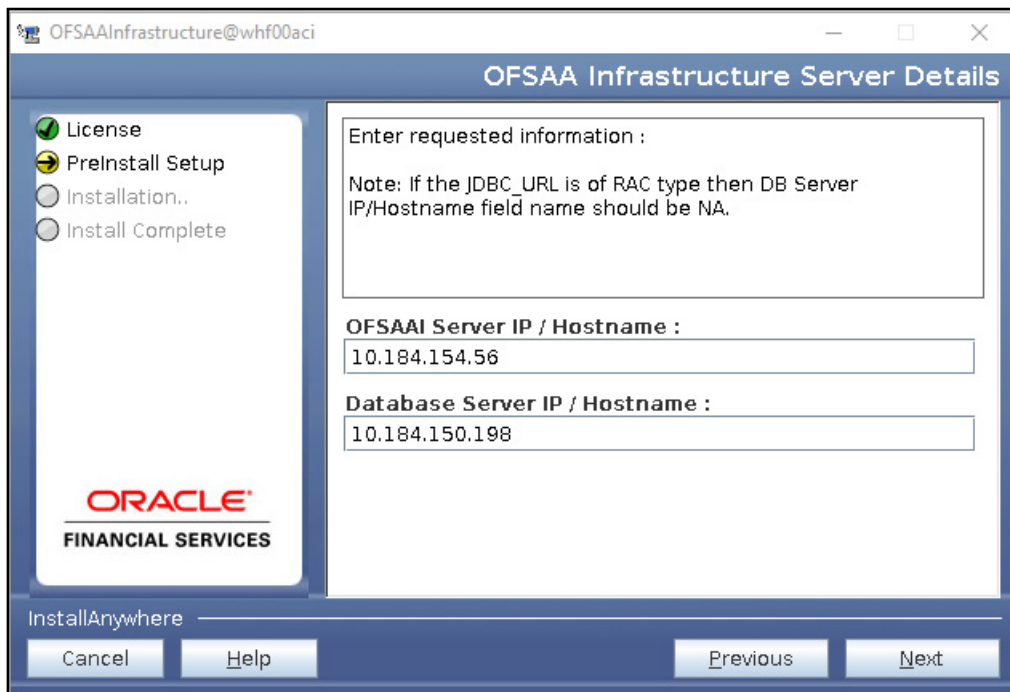 OFSAAInfrastructure@whf00aci
OFSAA Infrastructure Server Details
License
PreInstall Setup
Installation..
Install Complete
Enter requested information :
Note: If the JDBC_URL is of RAC type then DB Server
IP/Hostname field name should be NA.
OFSAAI Server IP / Hostname :
10.184.154.56
Database Server IP / Hostname :
10.184.150.198
ORACLE
FINANCIAL SERVICES
InstallAnywhere
Cancel
Help
Previous
Next